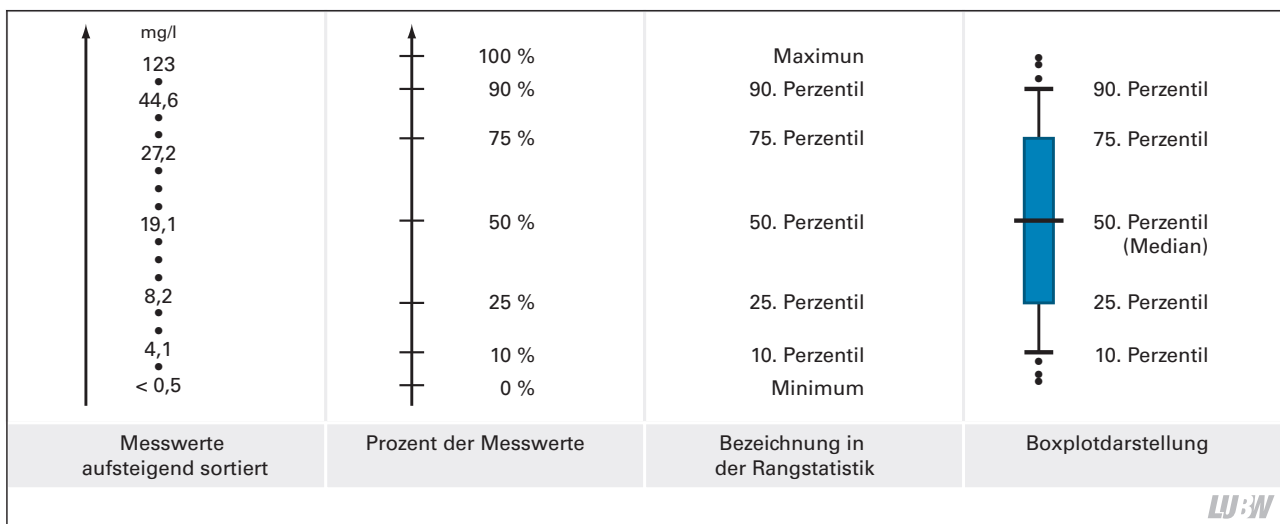 mg/l
123
44,6
27,2
19,1
8,2
4,1
< 0,5
Messwerte
aufsteigend sortiert
100 %
90 %
75 %
50 %
25 %
10 %
0 %
Prozent der Messwerte
Maximun
90. Perzentil
75. Perzentil
50. Perzentil
25. Perzentil
10. Perzentil
Minimum
Bezeichnung in
der Rangstatistik
90. Perzentil
75. Perzentil
50. Perzentil
(Median)
25. Perzentil
10. Perzentil
Boxplotdarstellung
LUBW